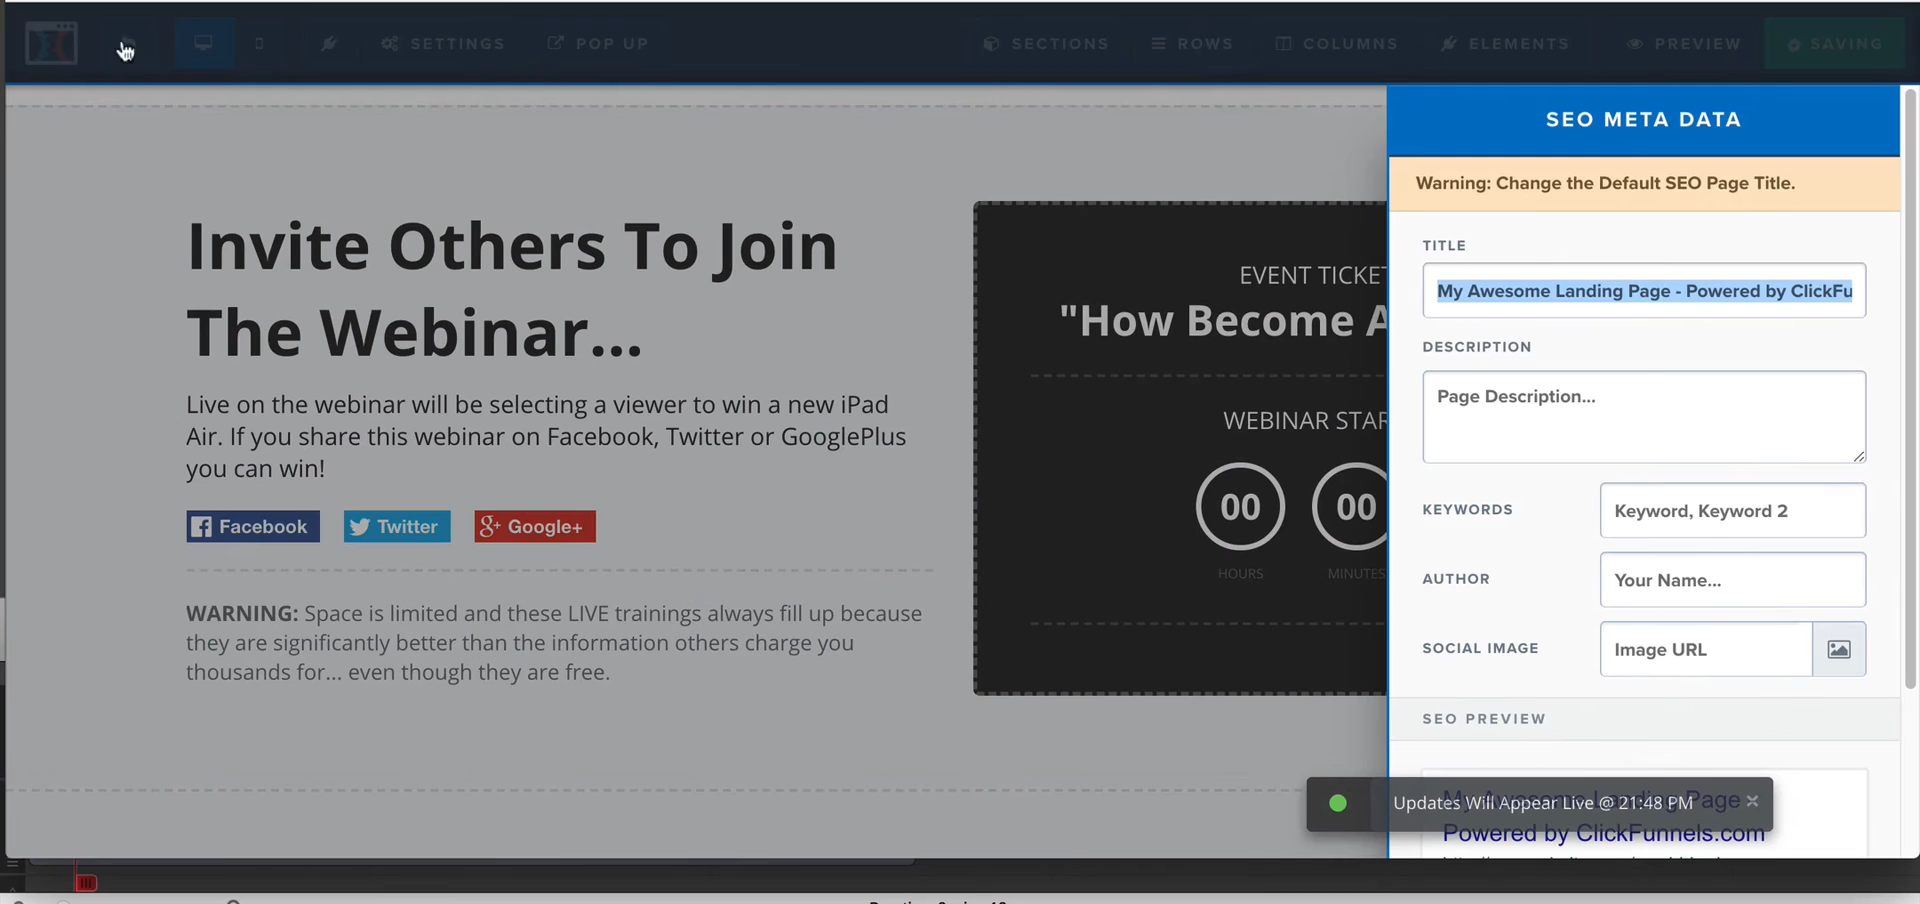 SETTINGS
POP UP
SECTIONS
ROWS
COLUMNS
ELEMENTS
PREVIEW
SAVING
SEO META DATA
Warning: Change the Default SEO Page Title.
TITLE
My Awesome Landing Page - Powered by ClickFu
DESCRIPTION
Page Description...
KEYWORDS
Keyword, Keyword 2
AUTHOR
Your Name...
SOCIAL IMAGE
Image URL
SEO PREVIEW
My Awesome Landing Page
Powered by ClickFunnels.com
Updates Will Appear Live @ 21:48 PM
Invite Others To Join
The Webinar...
Live on the webinar will be selecting a viewer to win a new iPad
Air. If you share this webinar on Facebook, Twitter or GooglePlus
you can win!
Facebook
Twitter
Google+
WARNING: Space is limited and these LIVE trainings always fill up because
they are significantly better than the information others charge you
thousands for... even though they are free.
EVENT TICKET
"How Become A
WEBINAR STAR
00
00
HOURS
MINUTES